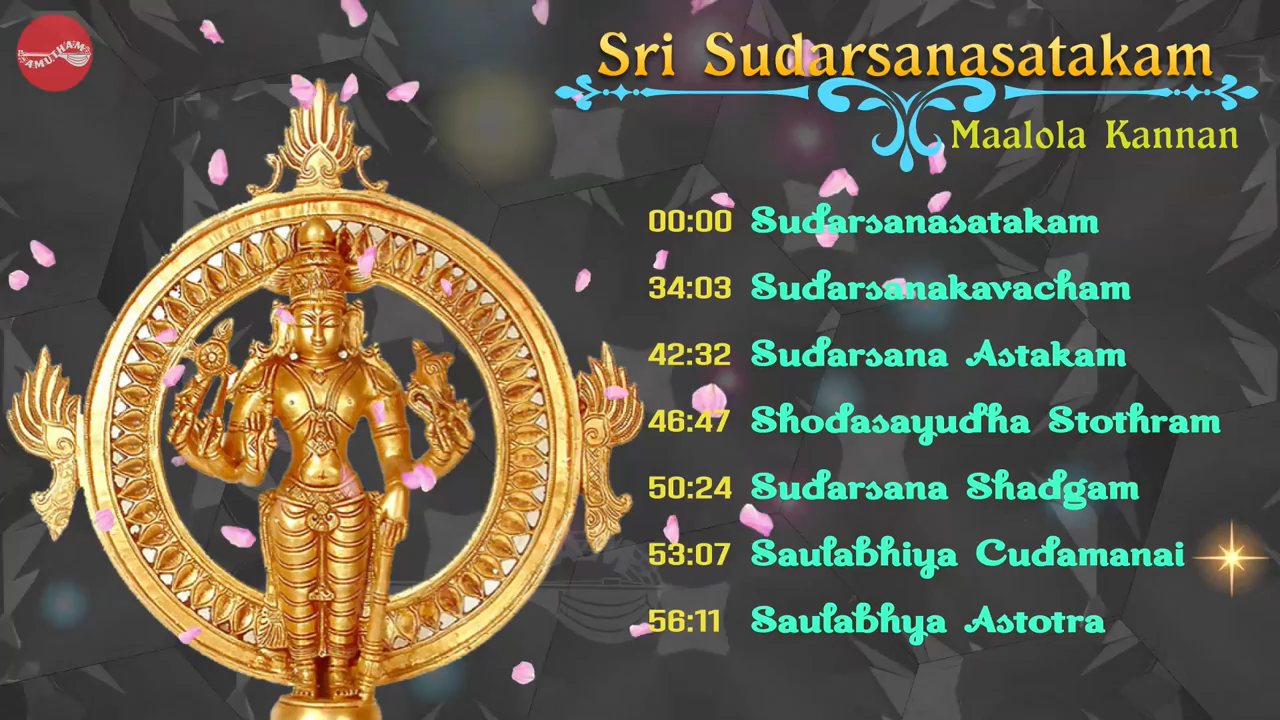 AMUTHAM
Sri Sudarsanasatakam
Maalola Kannan
00:00 Sudarsanasatakam
34:03 Sudarsanakavacham
42:32 Sudarsana Astakam
46:47 Shodasayudha Stothram
50:24 Sudarsana Shadgam
53:07 Saulabhiya Cudamanai
56:11 Saulabhya Astotra